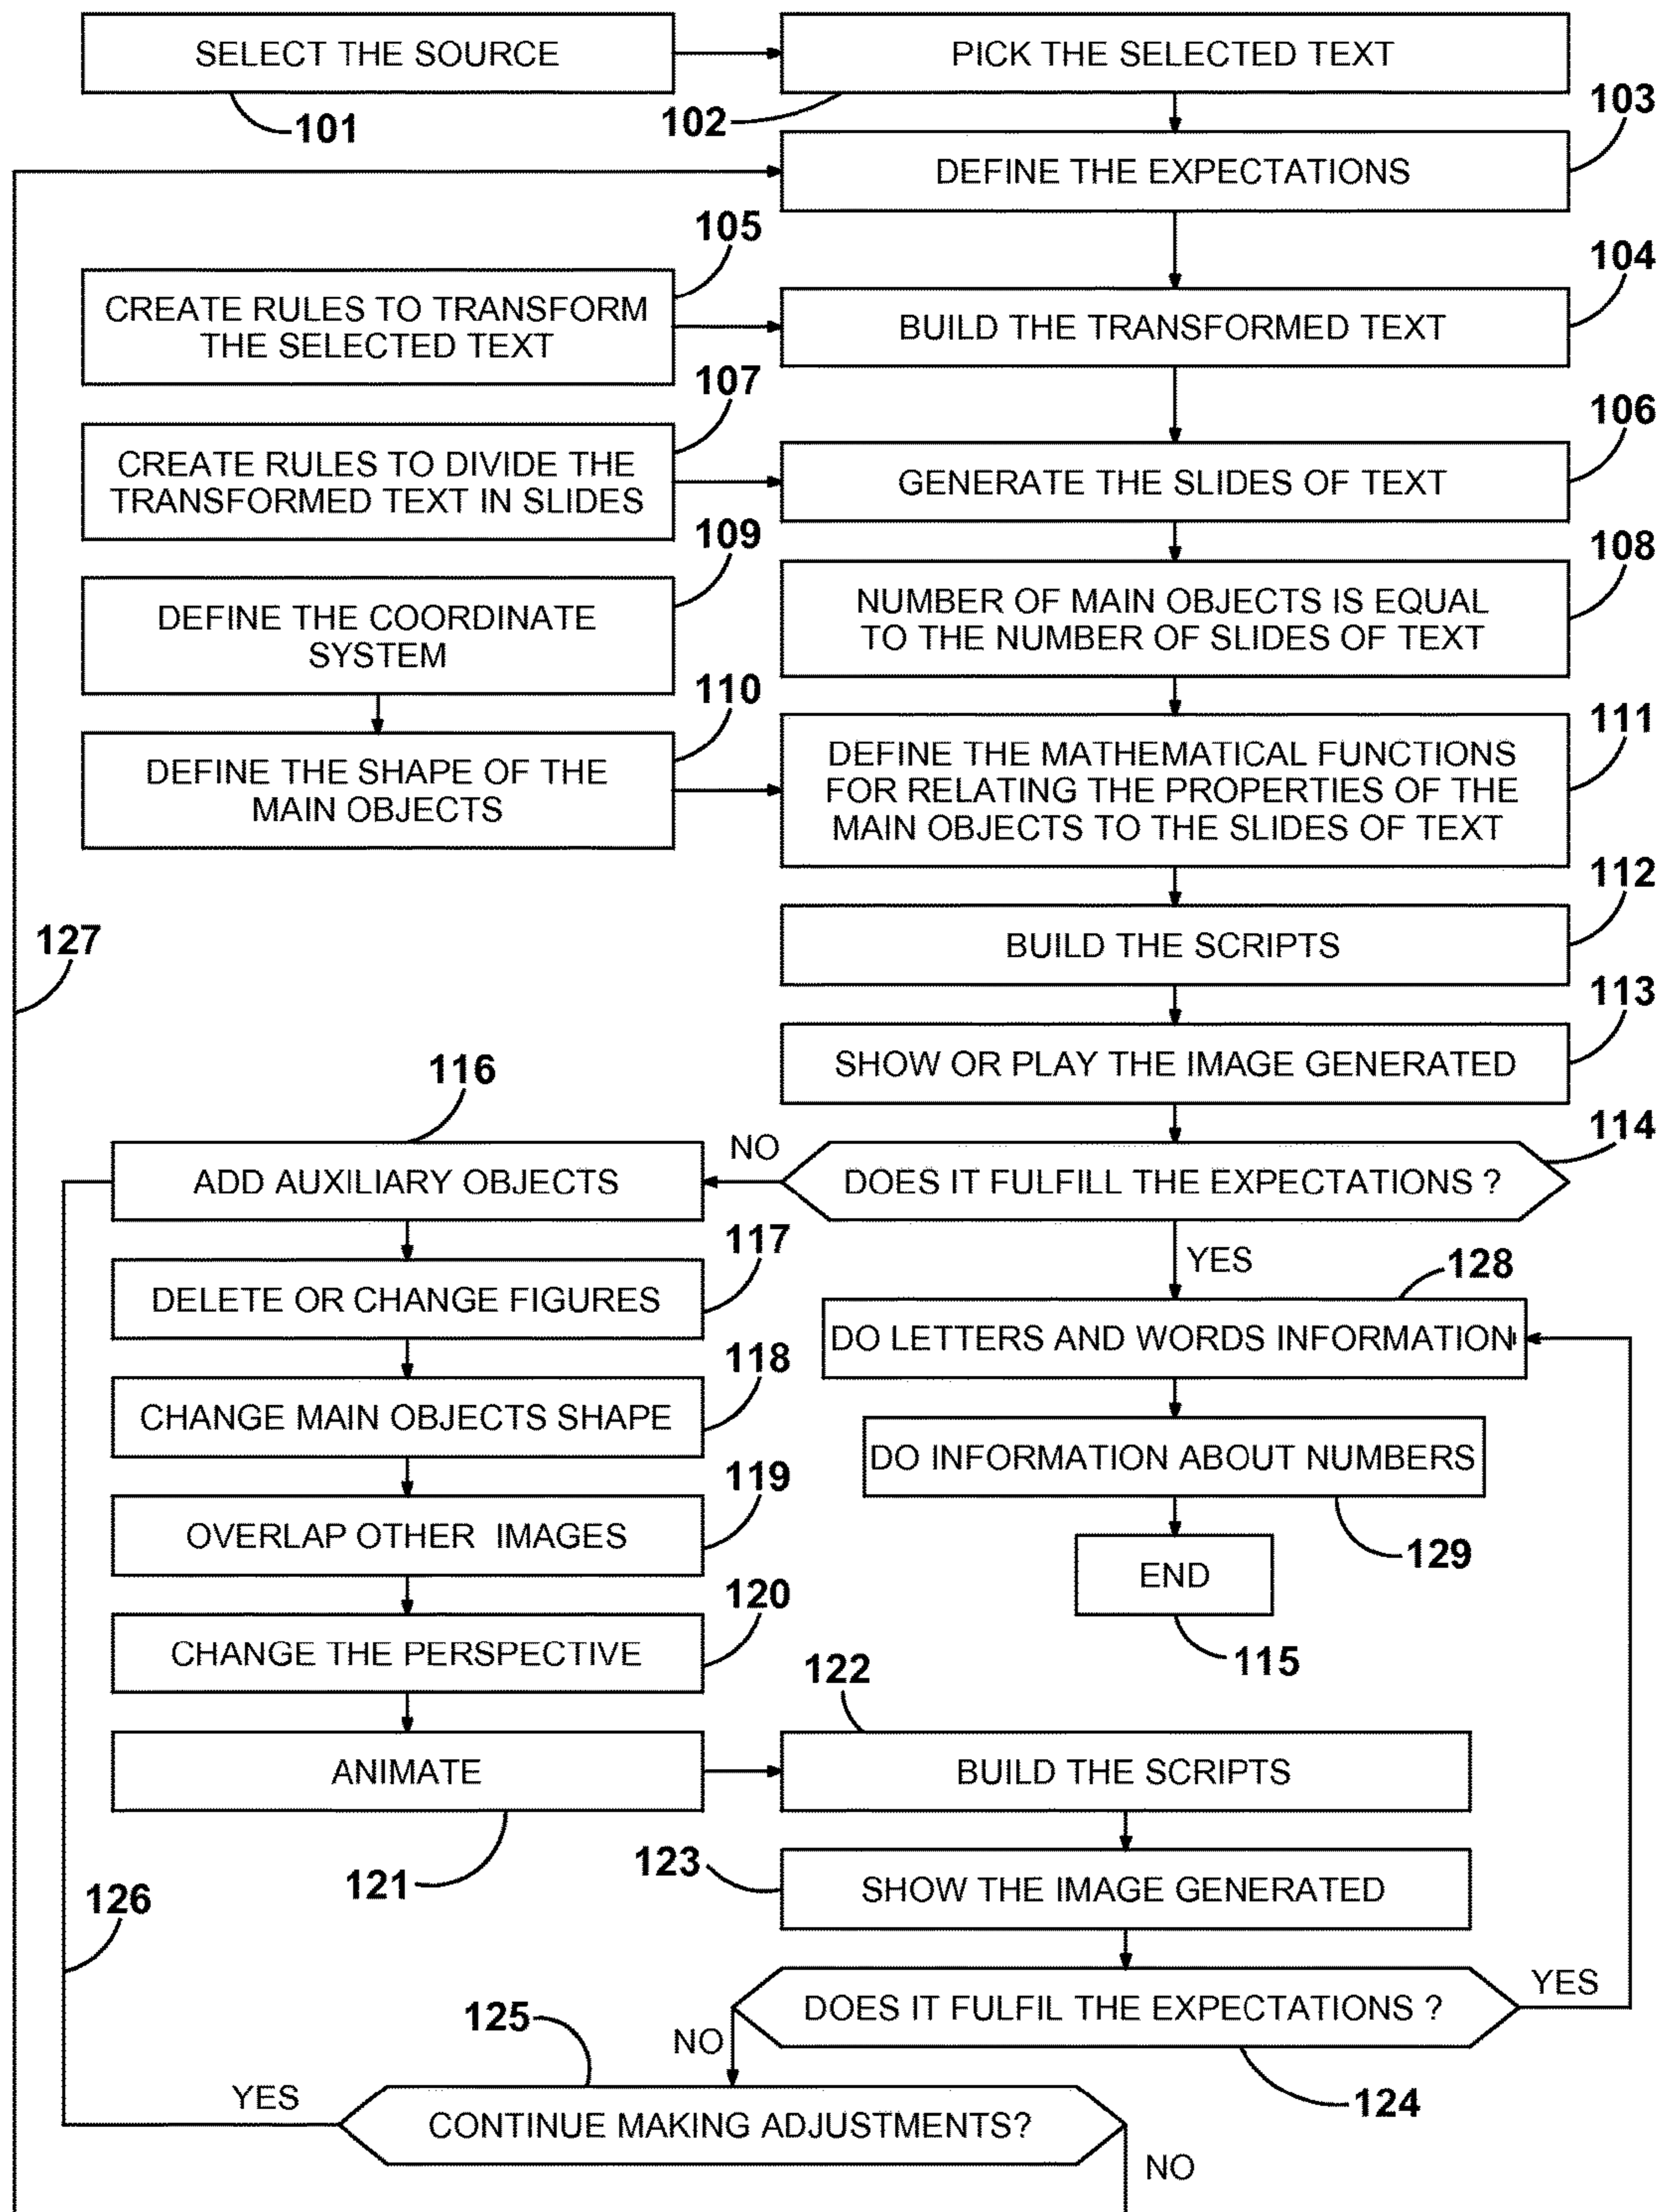 SELECT THE SOURCE
PICK THE SELECTED TEXT
101
102
103
DEFINE THE EXPECTATIONS
105
104
CREATE RULES TO TRANSFORM
THE SELECTED TEXT
BUILD THE TRANSFORMED TEXT
107
106
CREATE RULES TO DIVIDE THE
TRANSFORMED TEXT IN SLIDES
GENERATE THE SLIDES OF TEXT
109
108
DEFINE THE COORDINATE
SYSTEM
NUMBER OF MAIN OBJECTS IS EQUAL
TO THE NUMBER OF SLIDES OF TEXT
110
111
DEFINE THE SHAPE OF THE
MAIN OBJECTS
DEFINE THE MATHEMATICAL FUNCTIONS
FOR RELATING THE PROPERTIES OF THE
MAIN OBJECTS TO THE SLIDES OF TEXT
112
127
BUILD THE SCRIPTS
113
SHOW OR PLAY THE IMAGE GENERATED
116
114
NO
ADD AUXILIARY OBJECTS
DOES IT FULFILL THE EXPECTATIONS ?
117
YES
128
DELETE OR CHANGE FIGURES
DO LETTERS AND WORDS INFORMATION
118
CHANGE MAIN OBJECTS SHAPE
DO INFORMATION ABOUT NUMBERS
119
129
OVERLAP OTHER IMAGES
END
120
115
CHANGE THE PERSPECTIVE
122
ANIMATE
BUILD THE SCRIPTS
121
123
SHOW THE IMAGE GENERATED
126
YES
DOES IT FULFIL THE EXPECTATIONS ?
125
NO
124
YES
CONTINUE MAKING ADJUSTMENTS?
NO